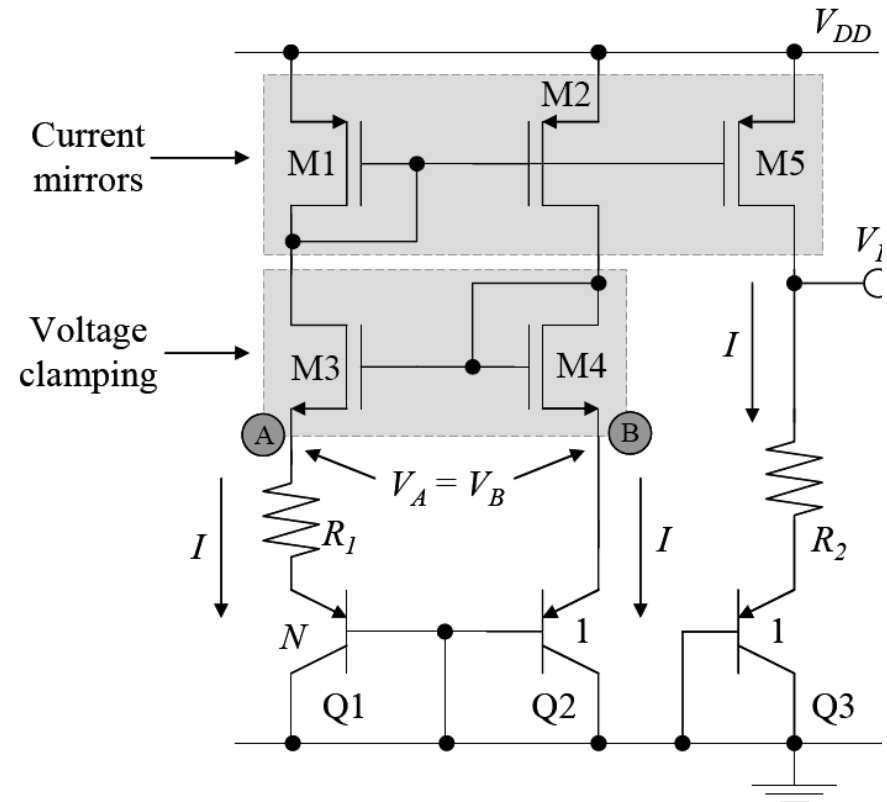 V_DD
M2
Current
mirrors
M1
M5
Voltage
clamping
M3
M4
I
A
B
V_A = V_B
I
R_1
I
R_2
N
1
1
Q1
Q2
Q3